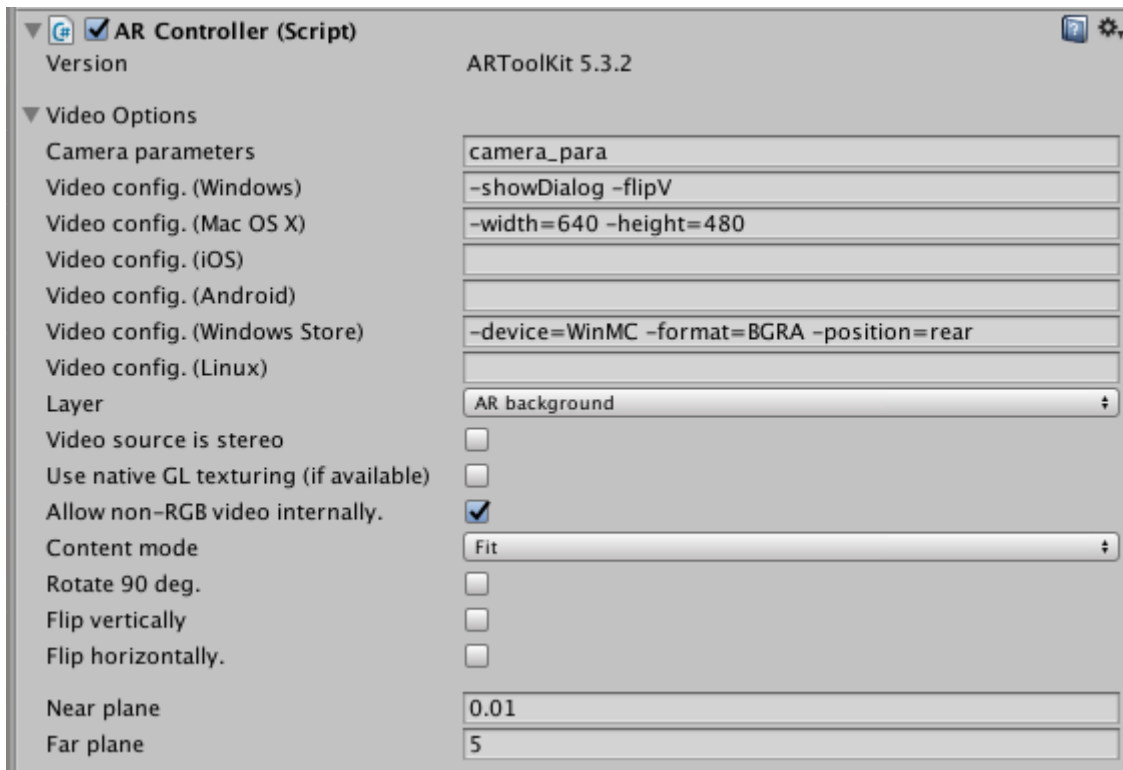 AR Controller (Script)
Version ARToolKit 5.3.2
Video Options
Camera parameters camera_para
Video config. (Windows) -showDialog -flipV
Video config. (Mac OS X) -width=640 -height=480
Video config. (iOS)
Video config. (Android)
Video config. (Windows Store) -device=WinMC -format=BGRA -position=rear
Video config. (Linux)
Layer AR background
Video source is stereo
Use native GL texturing (if available)
Allow non-RGB video internally.
Content mode Fit
Rotate 90 deg.
Flip vertically
Flip horizontally.
Near plane 0.01
Far plane 5